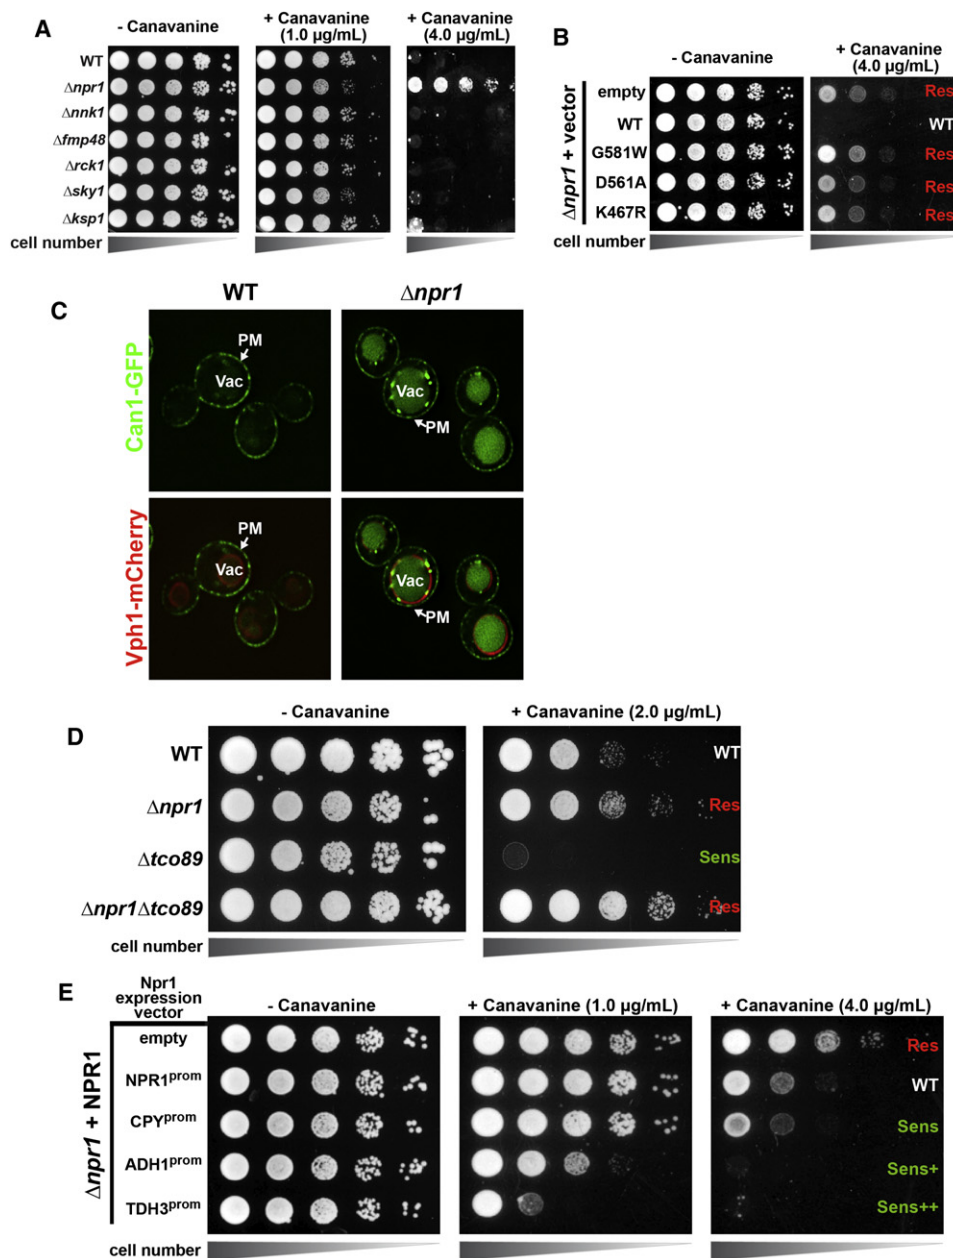 A
- Canavanine
+ Canavanine
(1.0 µg/mL)
+ Canavanine
(4.0 µg/mL)
WT
Δnpr1
Δnnk1
Δfmp48
Δrck1
Δsky1
Δksp1
cell number
B
- Canavanine
+ Canavanine
(4.0 µg/mL)
Δnpr1 + vector
empty
Res
WT
WT
G581W
Res
D561A
Res
K467R
Res
cell number
C
WT
Δnpr1
Can1-GFP
PM
Vac
Vac
PM
Vph1-mCherry
PM
Vac
Vac
PM
D
- Canavanine
+ Canavanine (2.0 µg/mL)
WT
WT
Δnpr1
Res
Δtco89
Sens
Δnpr1Δtco89
Res
cell number
E
Npr1
expression
vector
- Canavanine
+ Canavanine (1.0 µg/mL)
+ Canavanine (4.0 µg/mL)
Δnpr1 + NPR1
empty
Res
NPR1prom
WT
CPYprom
Sens
ADH1prom
Sens+
TDH3prom
Sens++
cell number